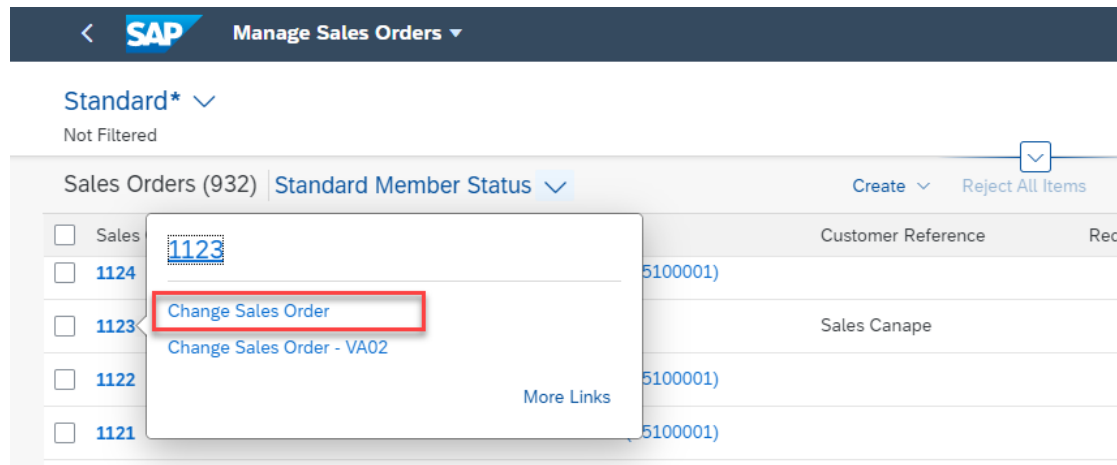 SAP Manage Sales Orders
Standard*
Not Filtered
Sales Orders (932) Standard Member Status Create Reject All Items
Sales Customer Reference
1123
1124 5100001)
Change Sales Order
1123 Sales Canape
Change Sales Order - VA02
1122 5100001)
More Links
1121 5100001)